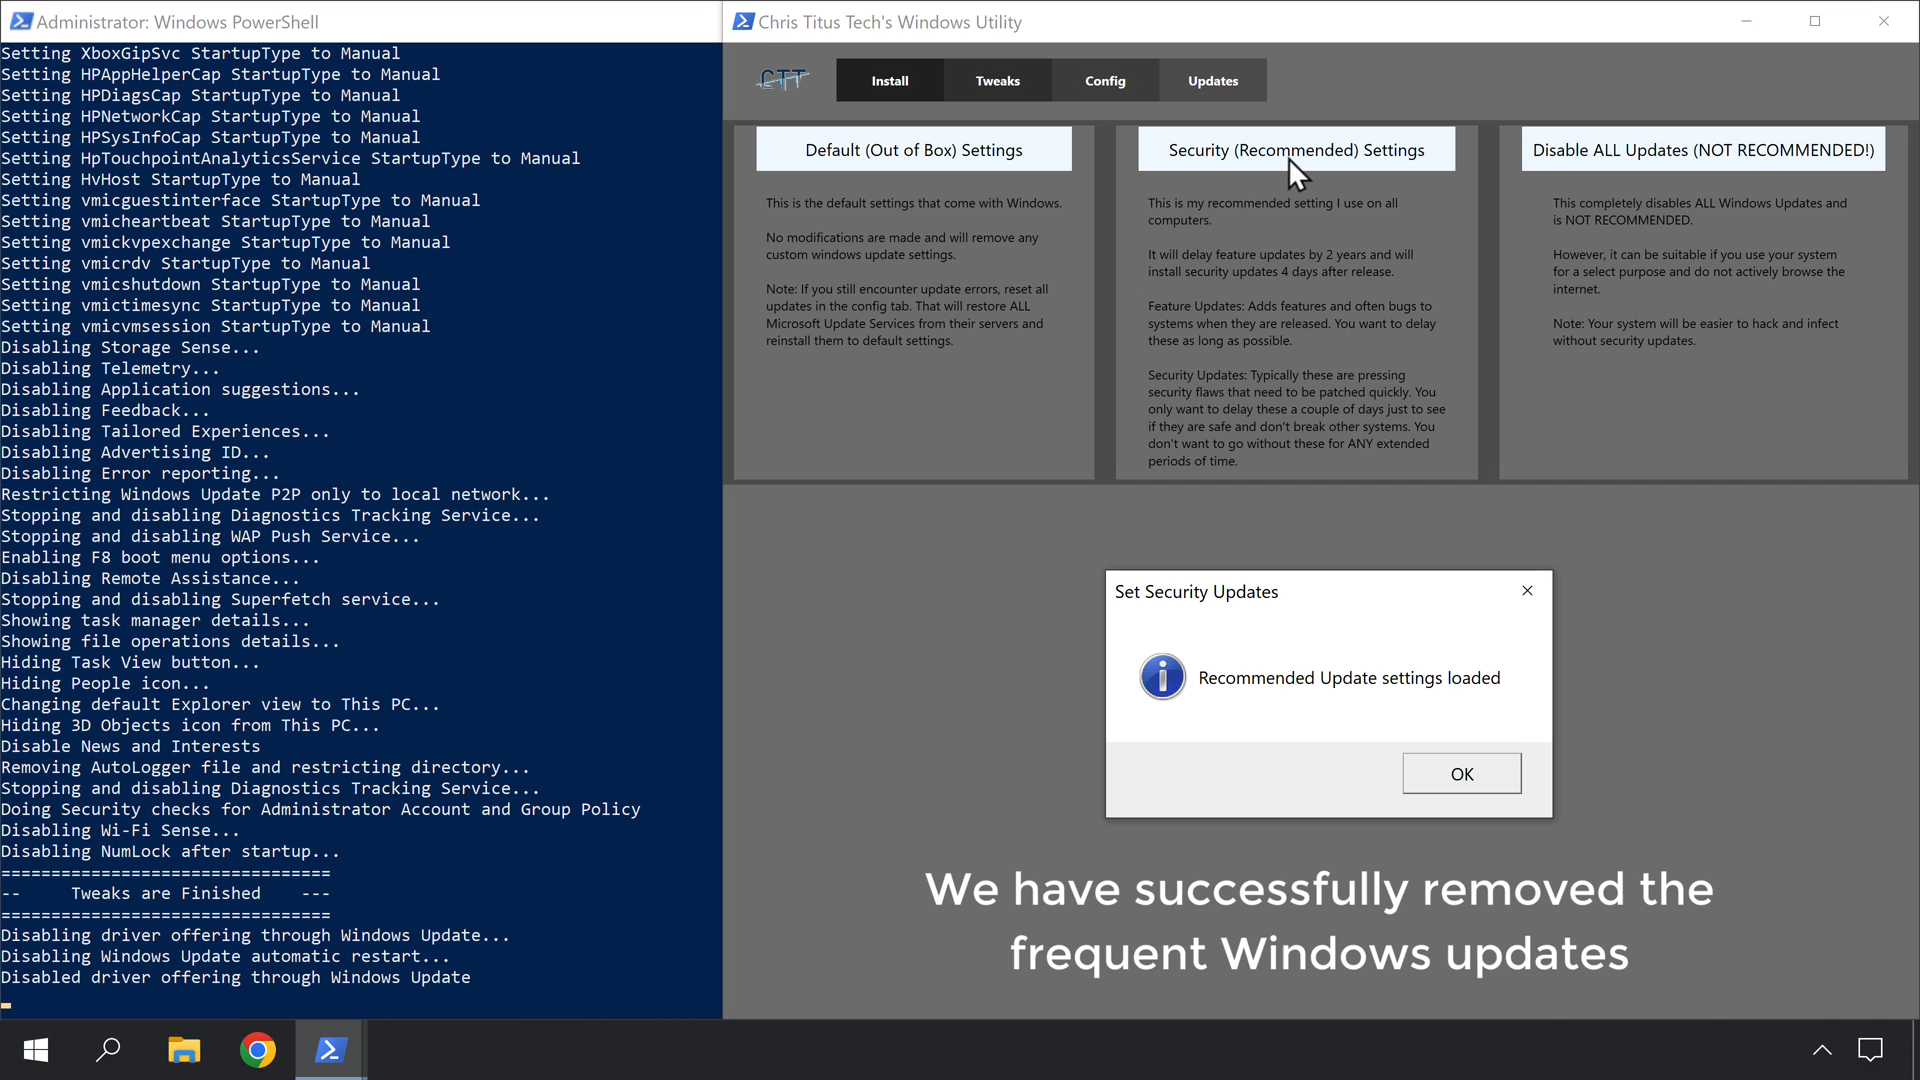 Administrator: Windows PowerShell
Setting XboxGipSvc StartupType to Manual
Setting HPAppHelperCap StartupType to Manual
Setting HPDiagsCap StartupType to Manual
Setting HPNetworkCap StartupType to Manual
Setting HPSysInfoCap StartupType to Manual
Setting HpTouchpointAnalyticsService StartupType to Manual
Setting HvHost StartupType to Manual
Setting vmicguestinterface StartupType to Manual
Setting vmicheartbeat StartupType to Manual
Setting vmickvpexchange StartupType to Manual
Setting vmicrdv StartupType to Manual
Setting vmicshutdown StartupType to Manual
Setting vmictimesync StartupType to Manual
Setting vmicvmsession StartupType to Manual
Disabling Storage Sense...
Disabling Telemetry...
Disabling Application suggestions...
Disabling Feedback...
Disabling Tailored Experiences...
Disabling Advertising ID...
Disabling Error reporting...
Restricting Windows Update P2P only to local network...
Stopping and disabling Diagnostics Tracking Service...
Stopping and disabling WAP Push Service...
Enabling F8 boot menu options...
Disabling Remote Assistance...
Stopping and disabling Superfetch service...
Showing task manager details...
Showing file operations details...
Hiding Task View button...
Hiding People icon...
Changing default Explorer view to This PC...
Hiding 3D Objects icon from This PC...
Disable News and Interests
Removing AutoLogger file and restricting directory...
Stopping and disabling Diagnostics Tracking Service...
Doing Security checks for Administrator Account and Group Policy
Disabling Wi-Fi Sense...
Disabling NumLock after startup...
=================================
--     Tweaks are Finished    ---
=================================
Disabling driver offering through Windows Update...
Disabling Windows Update automatic restart...
Disabled driver offering through Windows Update
Chris Titus Tech's Windows Utility
CTT
Install
Tweaks
Config
Updates
Default (Out of Box) Settings
This is the default settings that come with Windows.
No modifications are made and will remove any
custom windows update settings.
Note: If you still encounter update errors, reset all
updates in the config tab. That will restore ALL
Microsoft Update Services from their servers and
reinstall them to default settings.
Security (Recommended) Settings
This is my recommended setting I use on all
computers.
It will delay feature updates by 2 years and will
install security updates 4 days after release.
Feature Updates: Adds features and often bugs to
systems when they are released. You want to delay
these as long as possible.
Security Updates: Typically these are pressing
security flaws that need to be patched quickly. You
only want to delay these a couple of days just to see
if they are safe and don't break other systems. You
don't want to go without these for ANY extended
periods of time.
Disable ALL Updates (NOT RECOMMENDED!)
This completely disables ALL Windows Updates and
is NOT RECOMMENDED.
However, it can be suitable if you use your system
for a select purpose and do not actively browse the
internet.
Note: Your system will be easier to hack and infect
without security updates.
Set Security Updates
Recommended Update settings loaded
OK
We have successfully removed the
frequent Windows updates